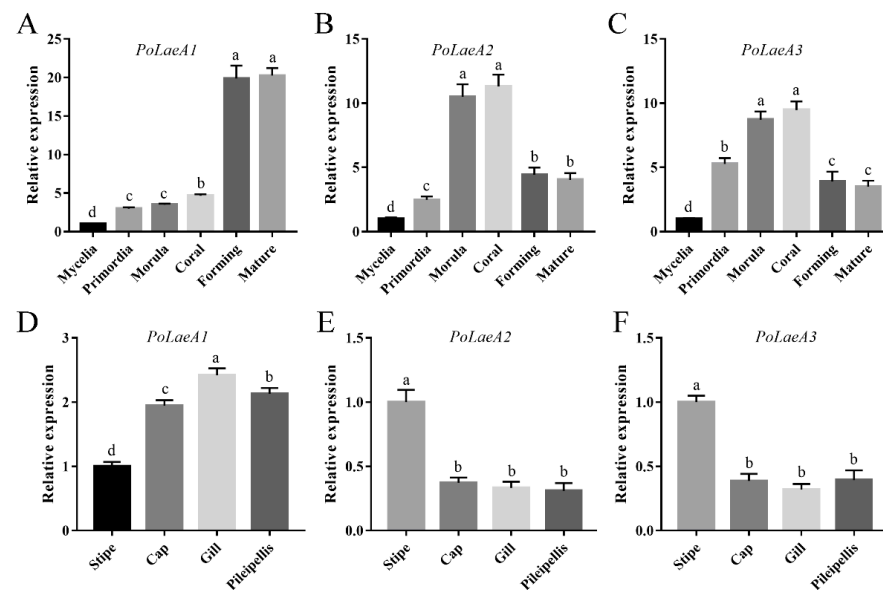 A
PoLaeA1
Relative expression
25
20
15
10
5
0
d
c
c
b
a
a
Mycelia
Primordia
Morula
Coral
Forming
Mature
B
PoLaeA2
Relative expression
15
10
5
0
d
c
a
a
b
b
Mycelia
Primordia
Morula
Coral
Forming
Mature
C
PoLaeA3
Relative expression
15
10
5
0
d
b
a
a
c
c
Mycelia
Primordia
Morula
Coral
Forming
Mature
D
PoLaeA1
Relative expression
3
2
1
0
d
c
a
b
Stipe
Cap
Gill
Pileipellis
E
PoLaeA2
Relative expression
1.5
1.0
0.5
0.0
a
b
b
b
Stipe
Cap
Gill
Pileipellis
F
PoLaeA3
Relative expression
1.5
1.0
0.5
0.0
a
b
b
b
Stipe
Cap
Gill
Pileipellis